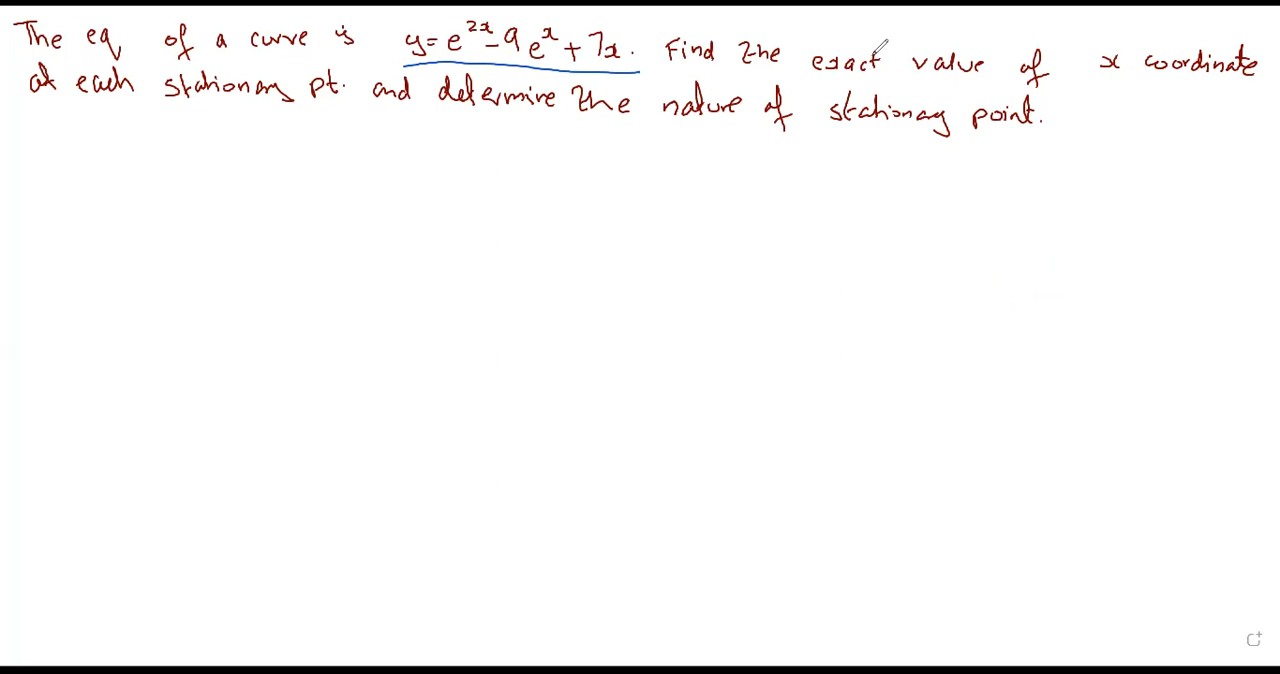 The eq of a curve is y = e^{2x} - 9e^{x} + 7x. Find the exact value of x coordinate
at each stationary pt. and determine the nature of stationary point.